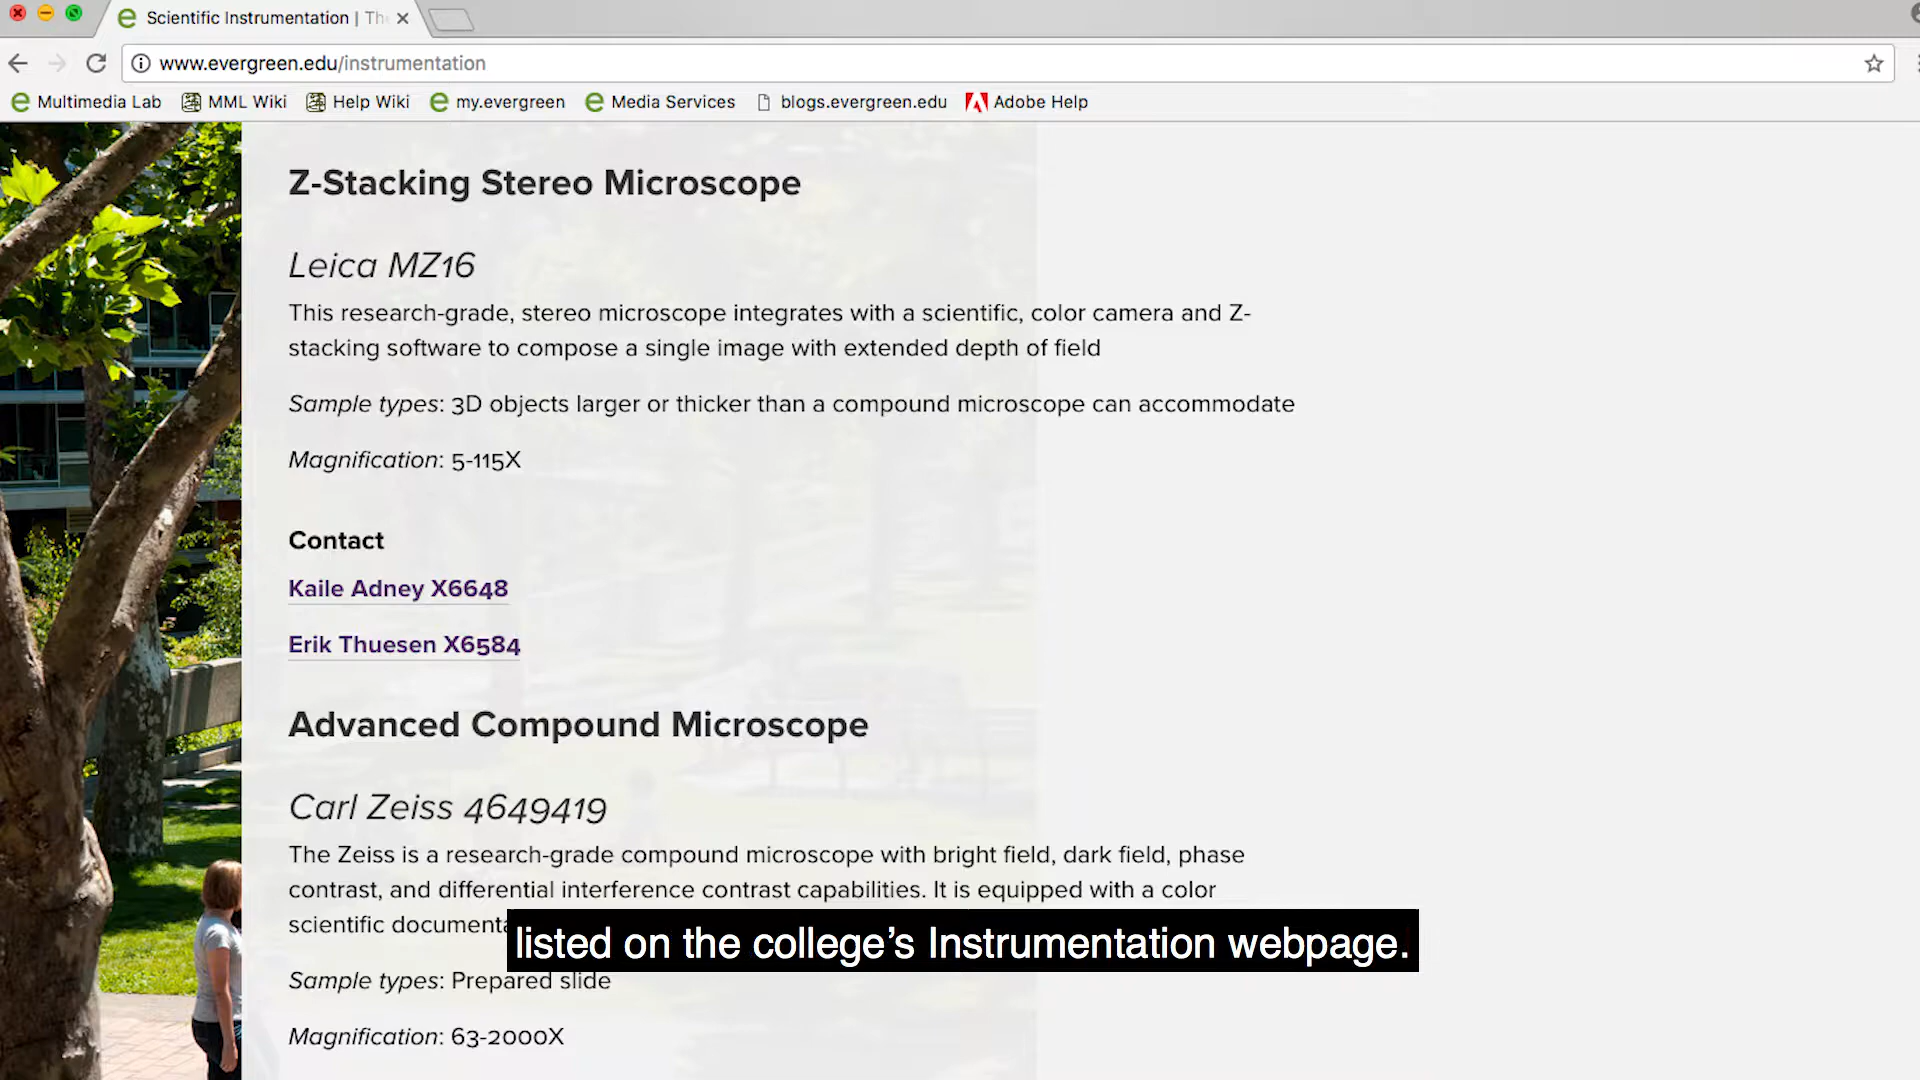 Scientific Instrumentation | Th
www.evergreen.edu/instrumentation
Multimedia Lab MML Wiki Help Wiki my.evergreen Media Services blogs.evergreen.edu Adobe Help
Z-Stacking Stereo Microscope
Leica MZ16
This research-grade, stereo microscope integrates with a scientific, color camera and Z-
stacking software to compose a single image with extended depth of field
Sample types: 3D objects larger or thicker than a compound microscope can accommodate
Magnification: 5-115X
Contact
Kaile Adney X6648
Erik Thuesen X6584
Advanced Compound Microscope
Carl Zeiss 4649419
The Zeiss is a research-grade compound microscope with bright field, dark field, phase
contrast, and differential interference contrast capabilities. It is equipped with a color
scientific
listed on the college's Instrumentation webpage.
Sample types: Prepared slide
Magnification: 63-2000X